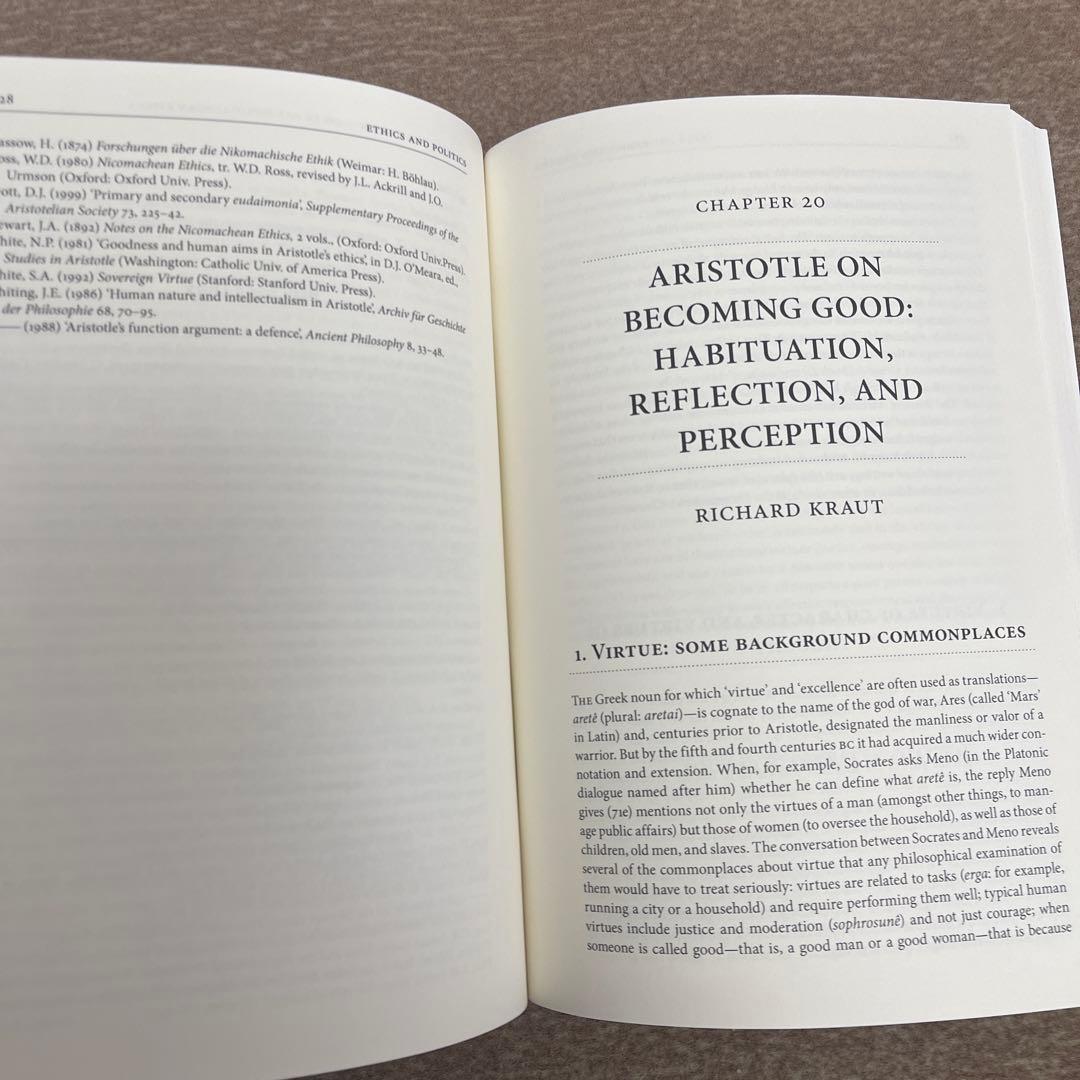 28
ETHICS AND POLITICS
assow, H. (1874) Forschungen über die Nikomachische Ethik (Weimar: H. Böhlau).
oss, W.D. (1980) Nicomachean Ethics, tr. W.D. Ross, revised by J.L. Ackrill and J.O.
Urmson (Oxford: Oxford Univ. Press).
ott, D.J. (1999) 'Primary and secondary eudaimonia', Supplementary Proceedings of the
Aristotelian Society 73, 225–42.
ewart, J.A. (1892) Notes on the Nicomachean Ethics, 2 vols., (Oxford: Oxford Univ.Press).
hite, N.P. (1981) 'Goodness and human aims in Aristotle's ethics', in D.J. O'Meara, ed.,
Studies in Aristotle (Washington: Catholic Univ. of America Press).
hite, S.A. (1992) Sovereign Virtue (Stanford: Stanford Univ. Press).
hiting, J.E. (1986) 'Human nature and intellectualism in Aristotle', Archiv für Geschichte
der Philosophie 68, 70–95.
— (1988) 'Aristotle's function argument: a defence', Ancient Philosophy 8, 33–48.
CHAPTER 20
ARISTOTLE ON
BECOMING GOOD:
HABITUATION,
REFLECTION, AND
PERCEPTION
RICHARD KRAUT
1. VIRTUE: SOME BACKGROUND COMMONPLACES
THE Greek noun for which 'virtue' and 'excellence' are often used as translations—
aretê (plural: aretai)—is cognate to the name of the god of war, Ares (called 'Mars'
in Latin) and, centuries prior to Aristotle, designated the manliness or valor of a
warrior. But by the fifth and fourth centuries BC it had acquired a much wider con-
notation and extension. When, for example, Socrates asks Meno (in the Platonic
dialogue named after him) whether he can define what aretê is, the reply Meno
gives (71e) mentions not only the virtues of a man (amongst other things, to man-
age public affairs) but those of women (to oversee the household), as well as those of
children, old men, and slaves. The conversation between Socrates and Meno reveals
several of the commonplaces about virtue that any philosophical examination of
them would have to treat seriously: virtues are related to tasks (erga: for example,
running a city or a household) and require performing them well; typical human
virtues include justice and moderation (sophrosunê) and not just courage; when
someone is called good—that is, a good man or a good woman—that is because